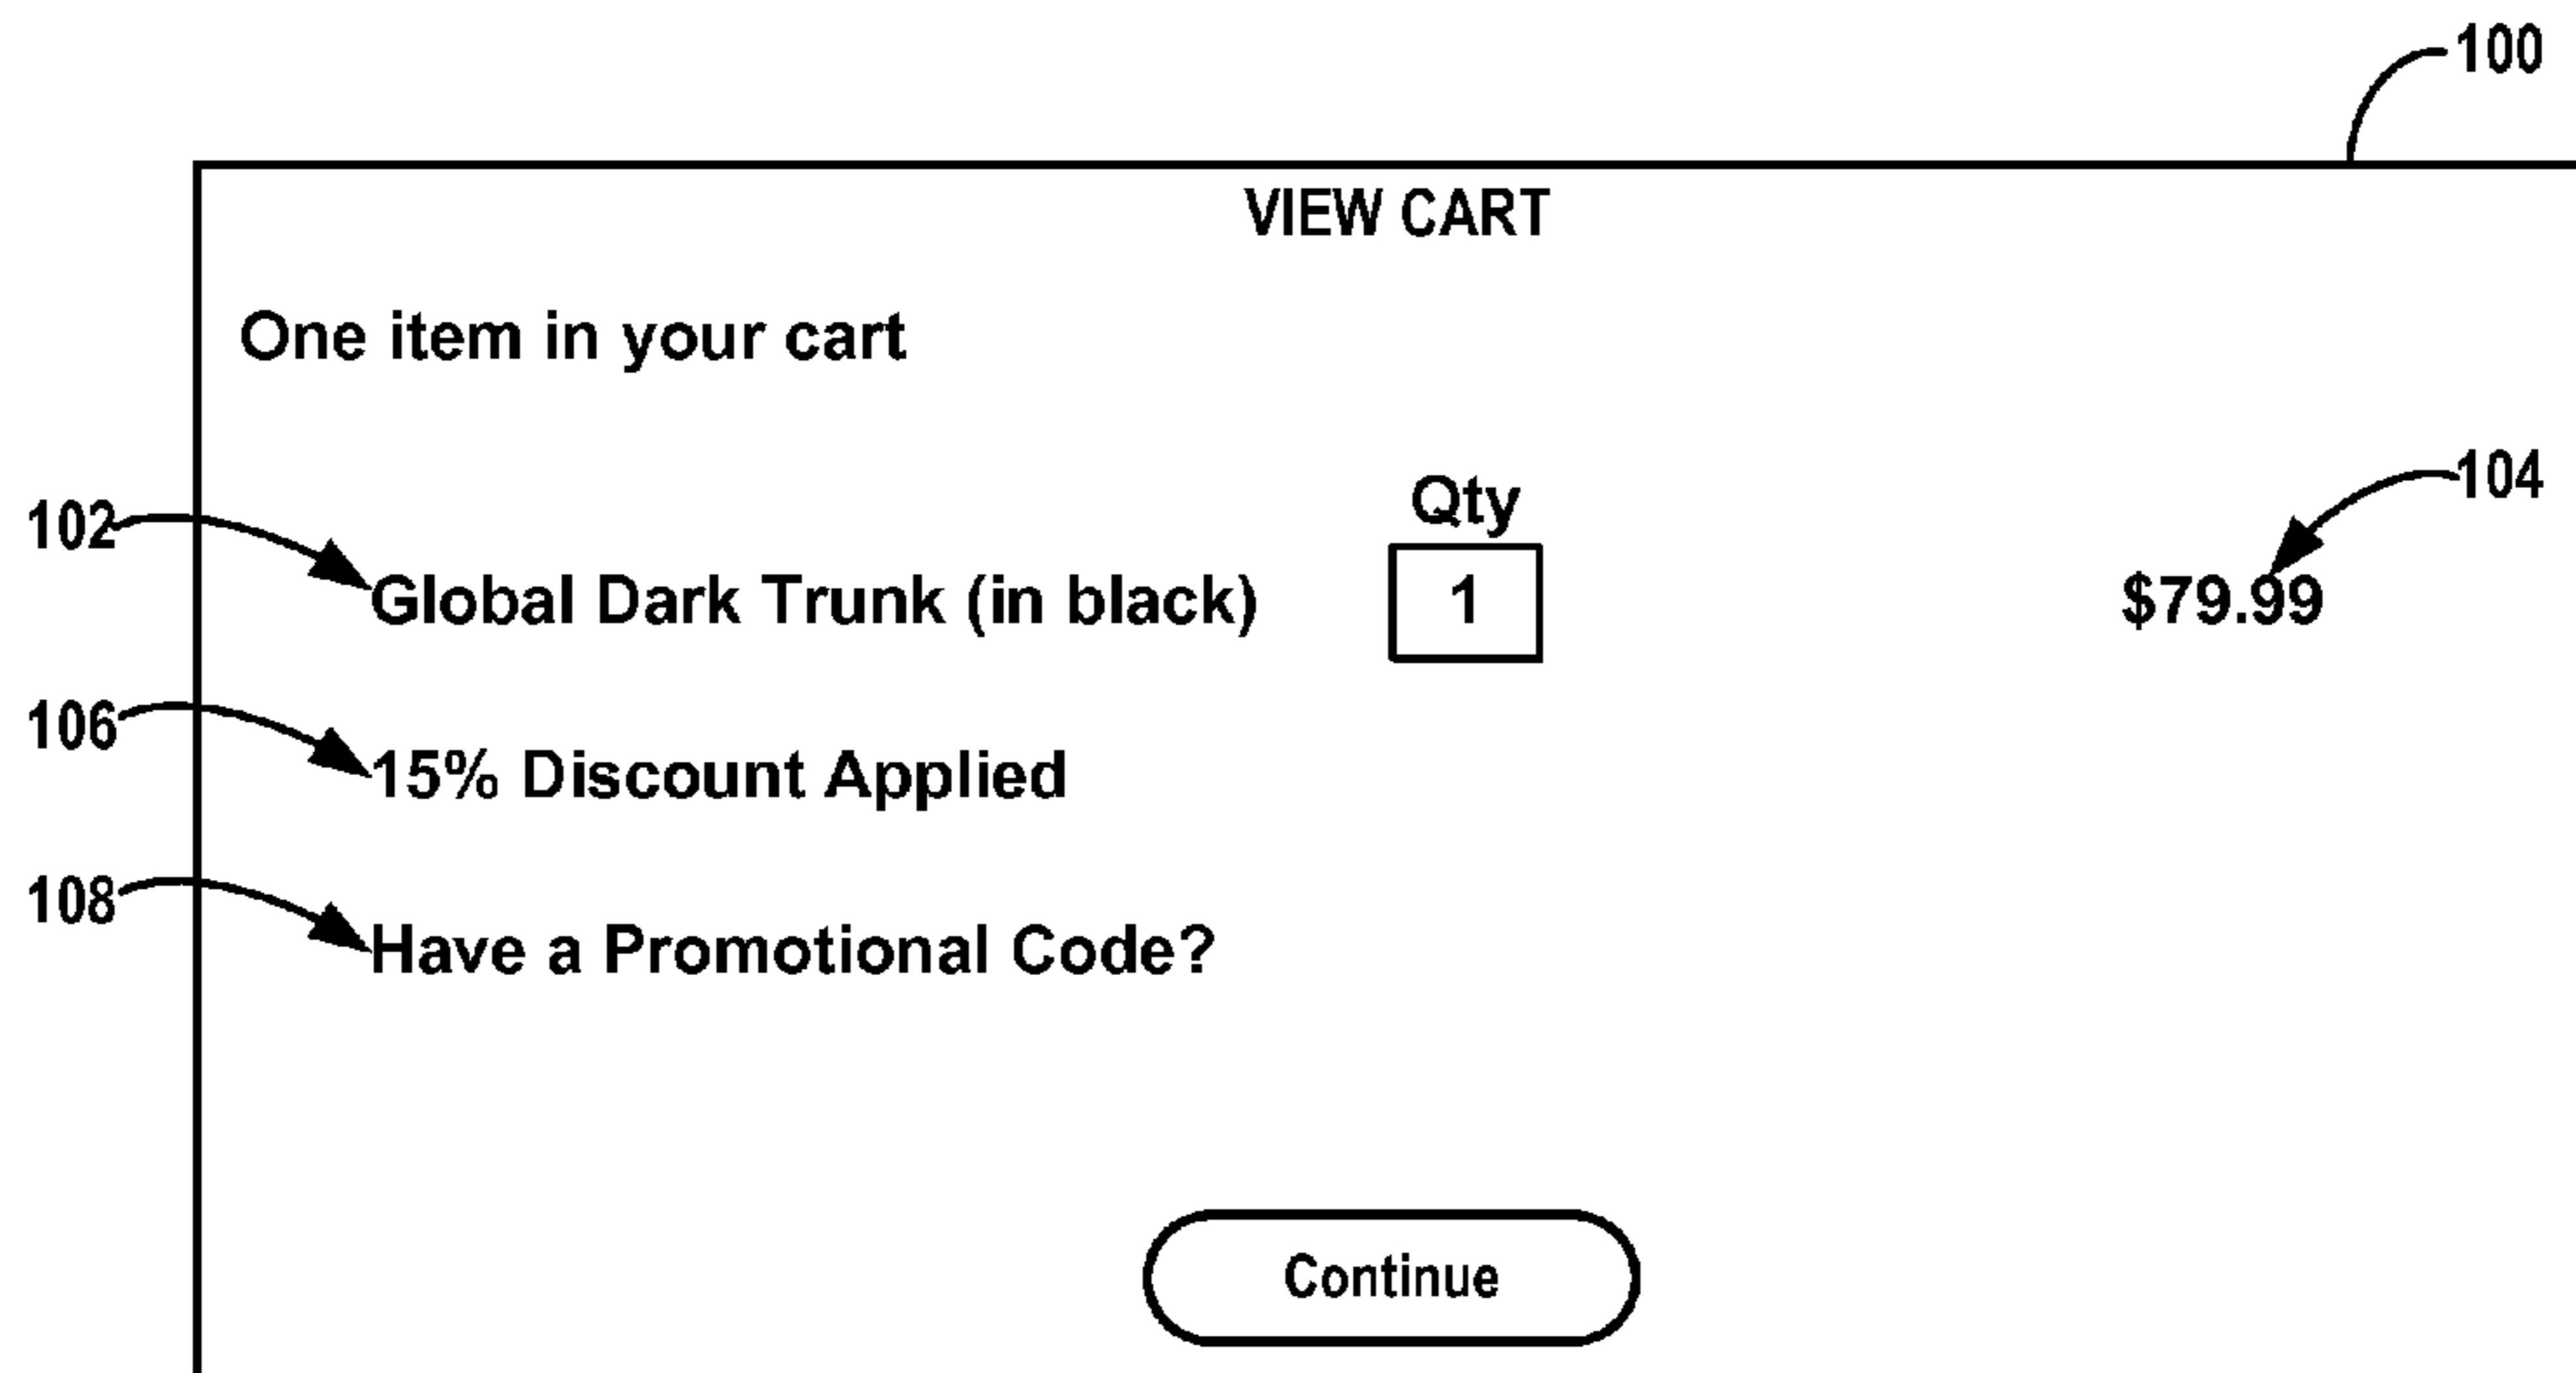 100
VIEW CART
One item in your cart
Qty
104
102
Global Dark Trunk (in black) 1 $79.99
106
15% Discount Applied
108
Have a Promotional Code?
Continue